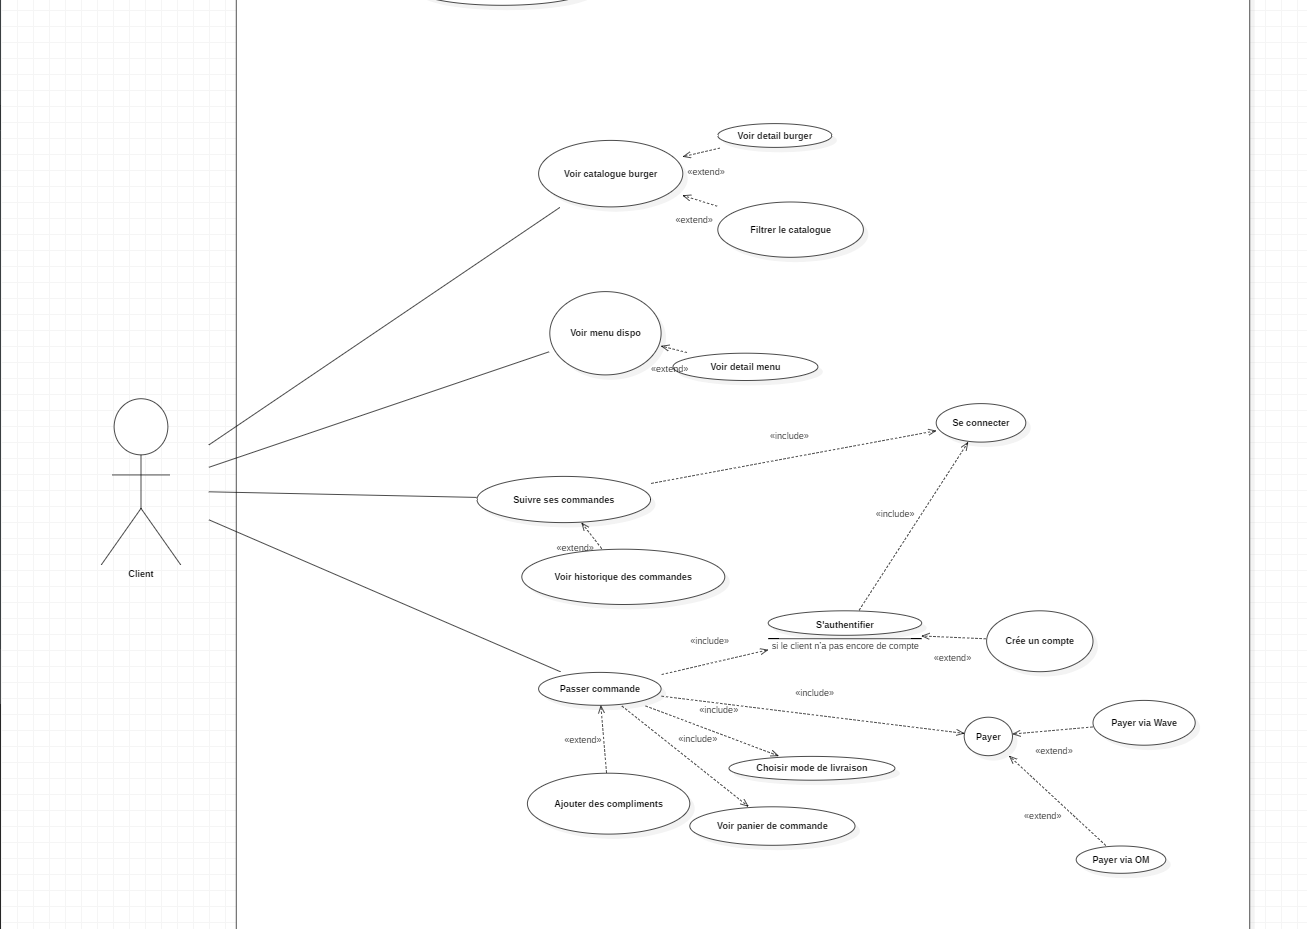 Voir detail burger
Voir catalogue burger
«extend»
«extend»
Filtrer le catalogue
Voir menu dispo
Voir detail menu
«extend»
Se connecter
«include»
Suivre ses commandes
«include»
«extend»
Voir historique des commandes
Client
S'authentifier
si le client n'a pas encore de compte
Crée un compte
«include»
«extend»
Passer commande
«include»
«include»
Payer via Wave
Payer
«extend»
«include»
«extend»
Choisir mode de livraison
Ajouter des compliments
«extend»
Voir panier de commande
Payer via OM